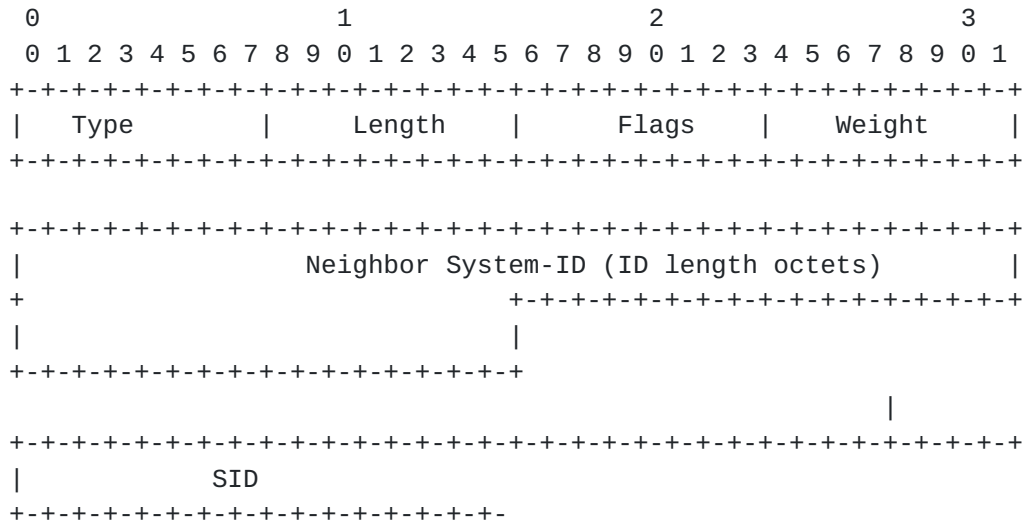 0                   1                   2                   3
 0 1 2 3 4 5 6 7 8 9 0 1 2 3 4 5 6 7 8 9 0 1 2 3 4 5 6 7 8 9 0 1
+-+-+-+-+-+-+-+-+-+-+-+-+-+-+-+-+-+-+-+-+-+-+-+-+-+-+-+-+-+-+-+-+
|   Type        |     Length    |      Flags    |    Weight     |
+-+-+-+-+-+-+-+-+-+-+-+-+-+-+-+-+-+-+-+-+-+-+-+-+-+-+-+-+-+-+-+-+

+-+-+-+-+-+-+-+-+-+-+-+-+-+-+-+-+-+-+-+-+-+-+-+-+-+-+-+-+-+-+-+-+
|                  Neighbor System-ID (ID length octets)        |
+                               +-+-+-+-+-+-+-+-+-+-+-+-+-+-+-+-+
|                               |
+-+-+-+-+-+-+-+-+-+-+-+-+-+-+-+-+
                                                        |
+-+-+-+-+-+-+-+-+-+-+-+-+-+-+-+-+-+-+-+-+-+-+-+-+-+-+-+-+-+-+-+-+
|            SID
+-+-+-+-+-+-+-+-+-+-+-+-+-+-+-+-